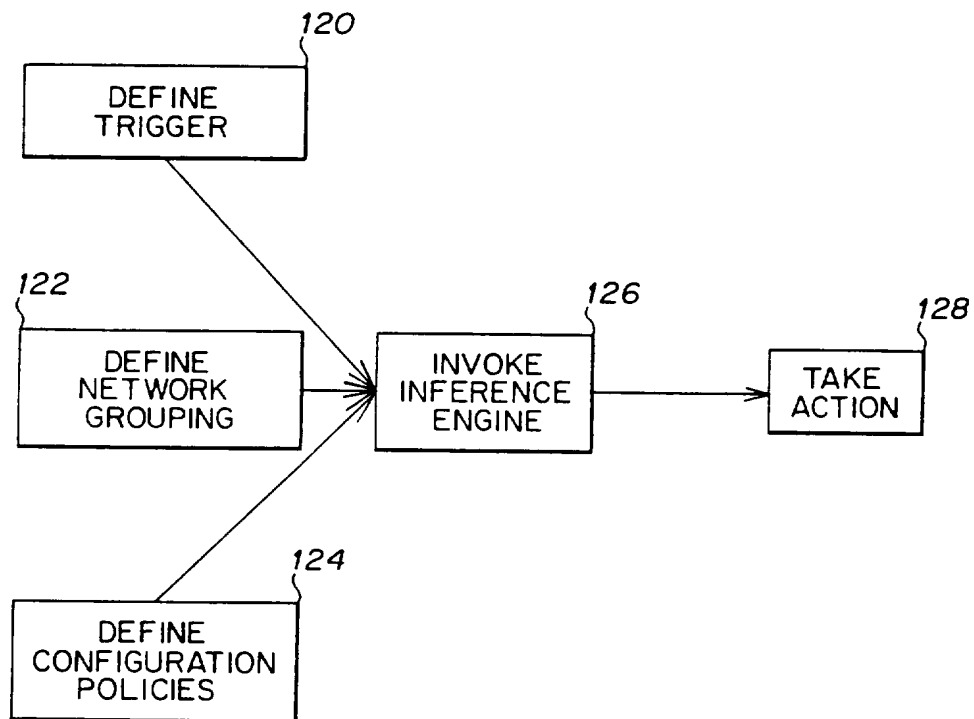 120
DEFINE
TRIGGER
122
DEFINE
NETWORK
GROUPING
126
INVOKE
INFERENCE
ENGINE
128
TAKE
ACTION
124
DEFINE
CONFIGURATION
POLICIES